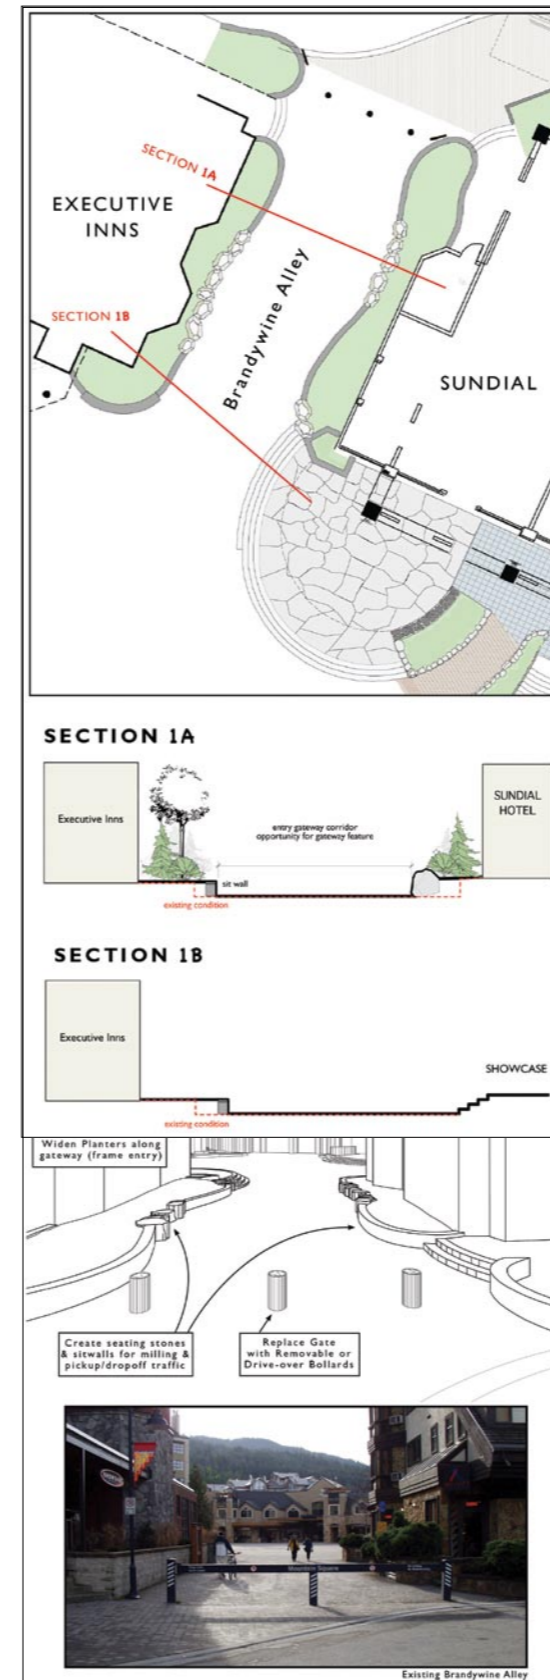 SECTION 1A
EXECUTIVE
INNS
SECTION 1B
Brandywine Alley
SUNDIAL
SECTION 1A
Executive Inns
entry gateway corridor
opportunity for gateway feature
SUNDIAL
HOTEL
sit wall
existing condition
SECTION 1B
Executive Inns
SHOWCASE
existing condition
Widen Planters along
gateway (frame entry)
Create seating stones
& sitwalls for milling &
pickup/dropoff traffic
Replace Gate
with Removable or
Drive-over Bollards
Mountain Square
Existing Brandywine Alley